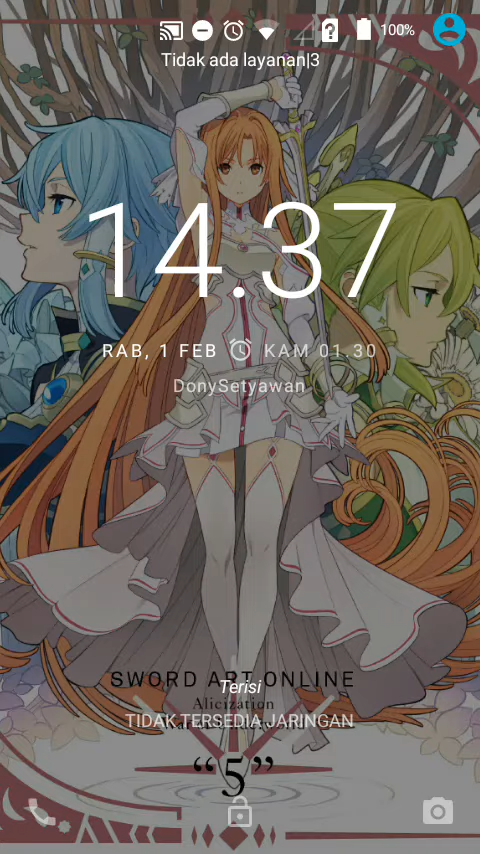 100%
Tidak ada layanan|3
14.37
RAB, 1 FEB KAM 01.30
DonySetyawan
SWORD ART ONLINE
Terisi
Alicization
TIDAK TERSEDIA JARINGAN
“5”